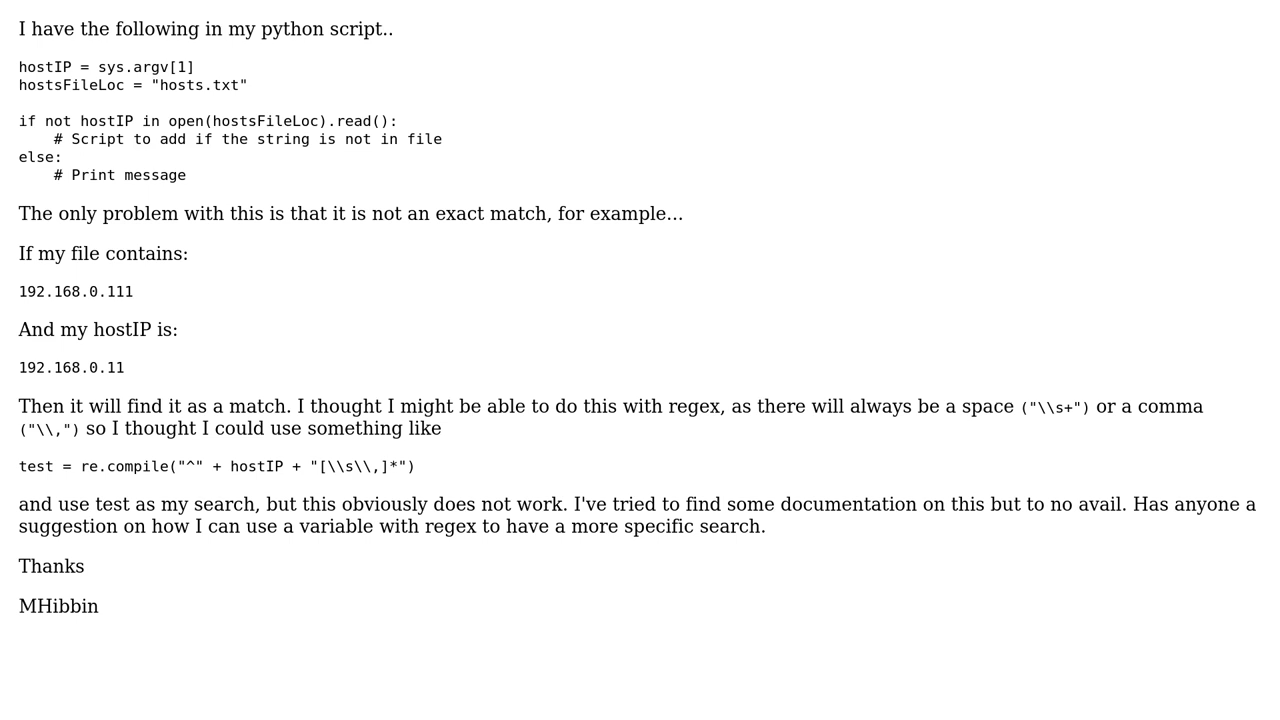 I have the following in my python script..
hostIP = sys.argv[1]
hostsFileLoc = "hosts.txt"
if not hostIP in open(hostsFileLoc).read():
    # Script to add if the string is not in file
else:
    # Print message
The only problem with this is that it is not an exact match, for example...
If my file contains:
192.168.0.111
And my hostIP is:
192.168.0.11
Then it will find it as a match. I thought I might be able to do this with regex, as there will always be a space ("\\s+") or a comma
("\\,") so I thought I could use something like
test = re.compile("^" + hostIP + "[\\s\\,]*")
and use test as my search, but this obviously does not work. I've tried to find some documentation on this but to no avail. Has anyone a
suggestion on how I can use a variable with regex to have a more specific search.
Thanks
MHibbin